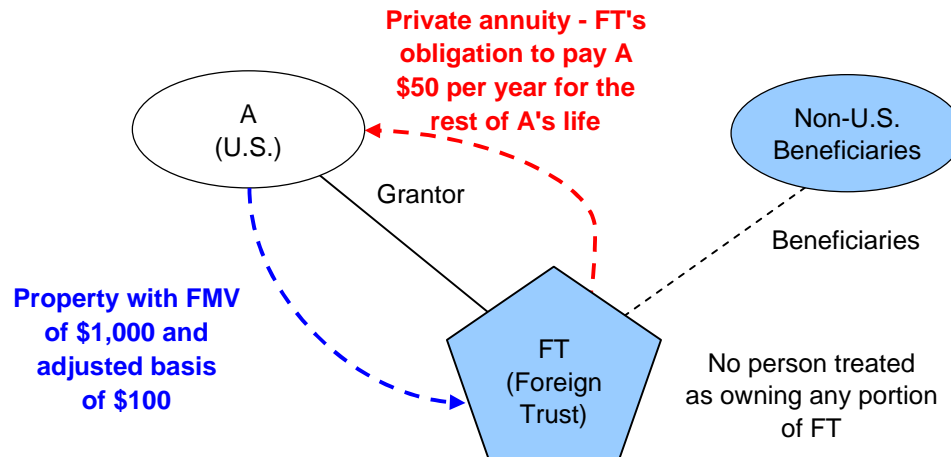 Private annuity - FT's
obligation to pay A
$50 per year for the
rest of A's life
A
(U.S.)
Non-U.S.
Beneficiaries
Grantor
Beneficiaries
Property with FMV
of $1,000 and
adjusted basis
of $100
FT
(Foreign
Trust)
No person treated
as owning any portion
of FT